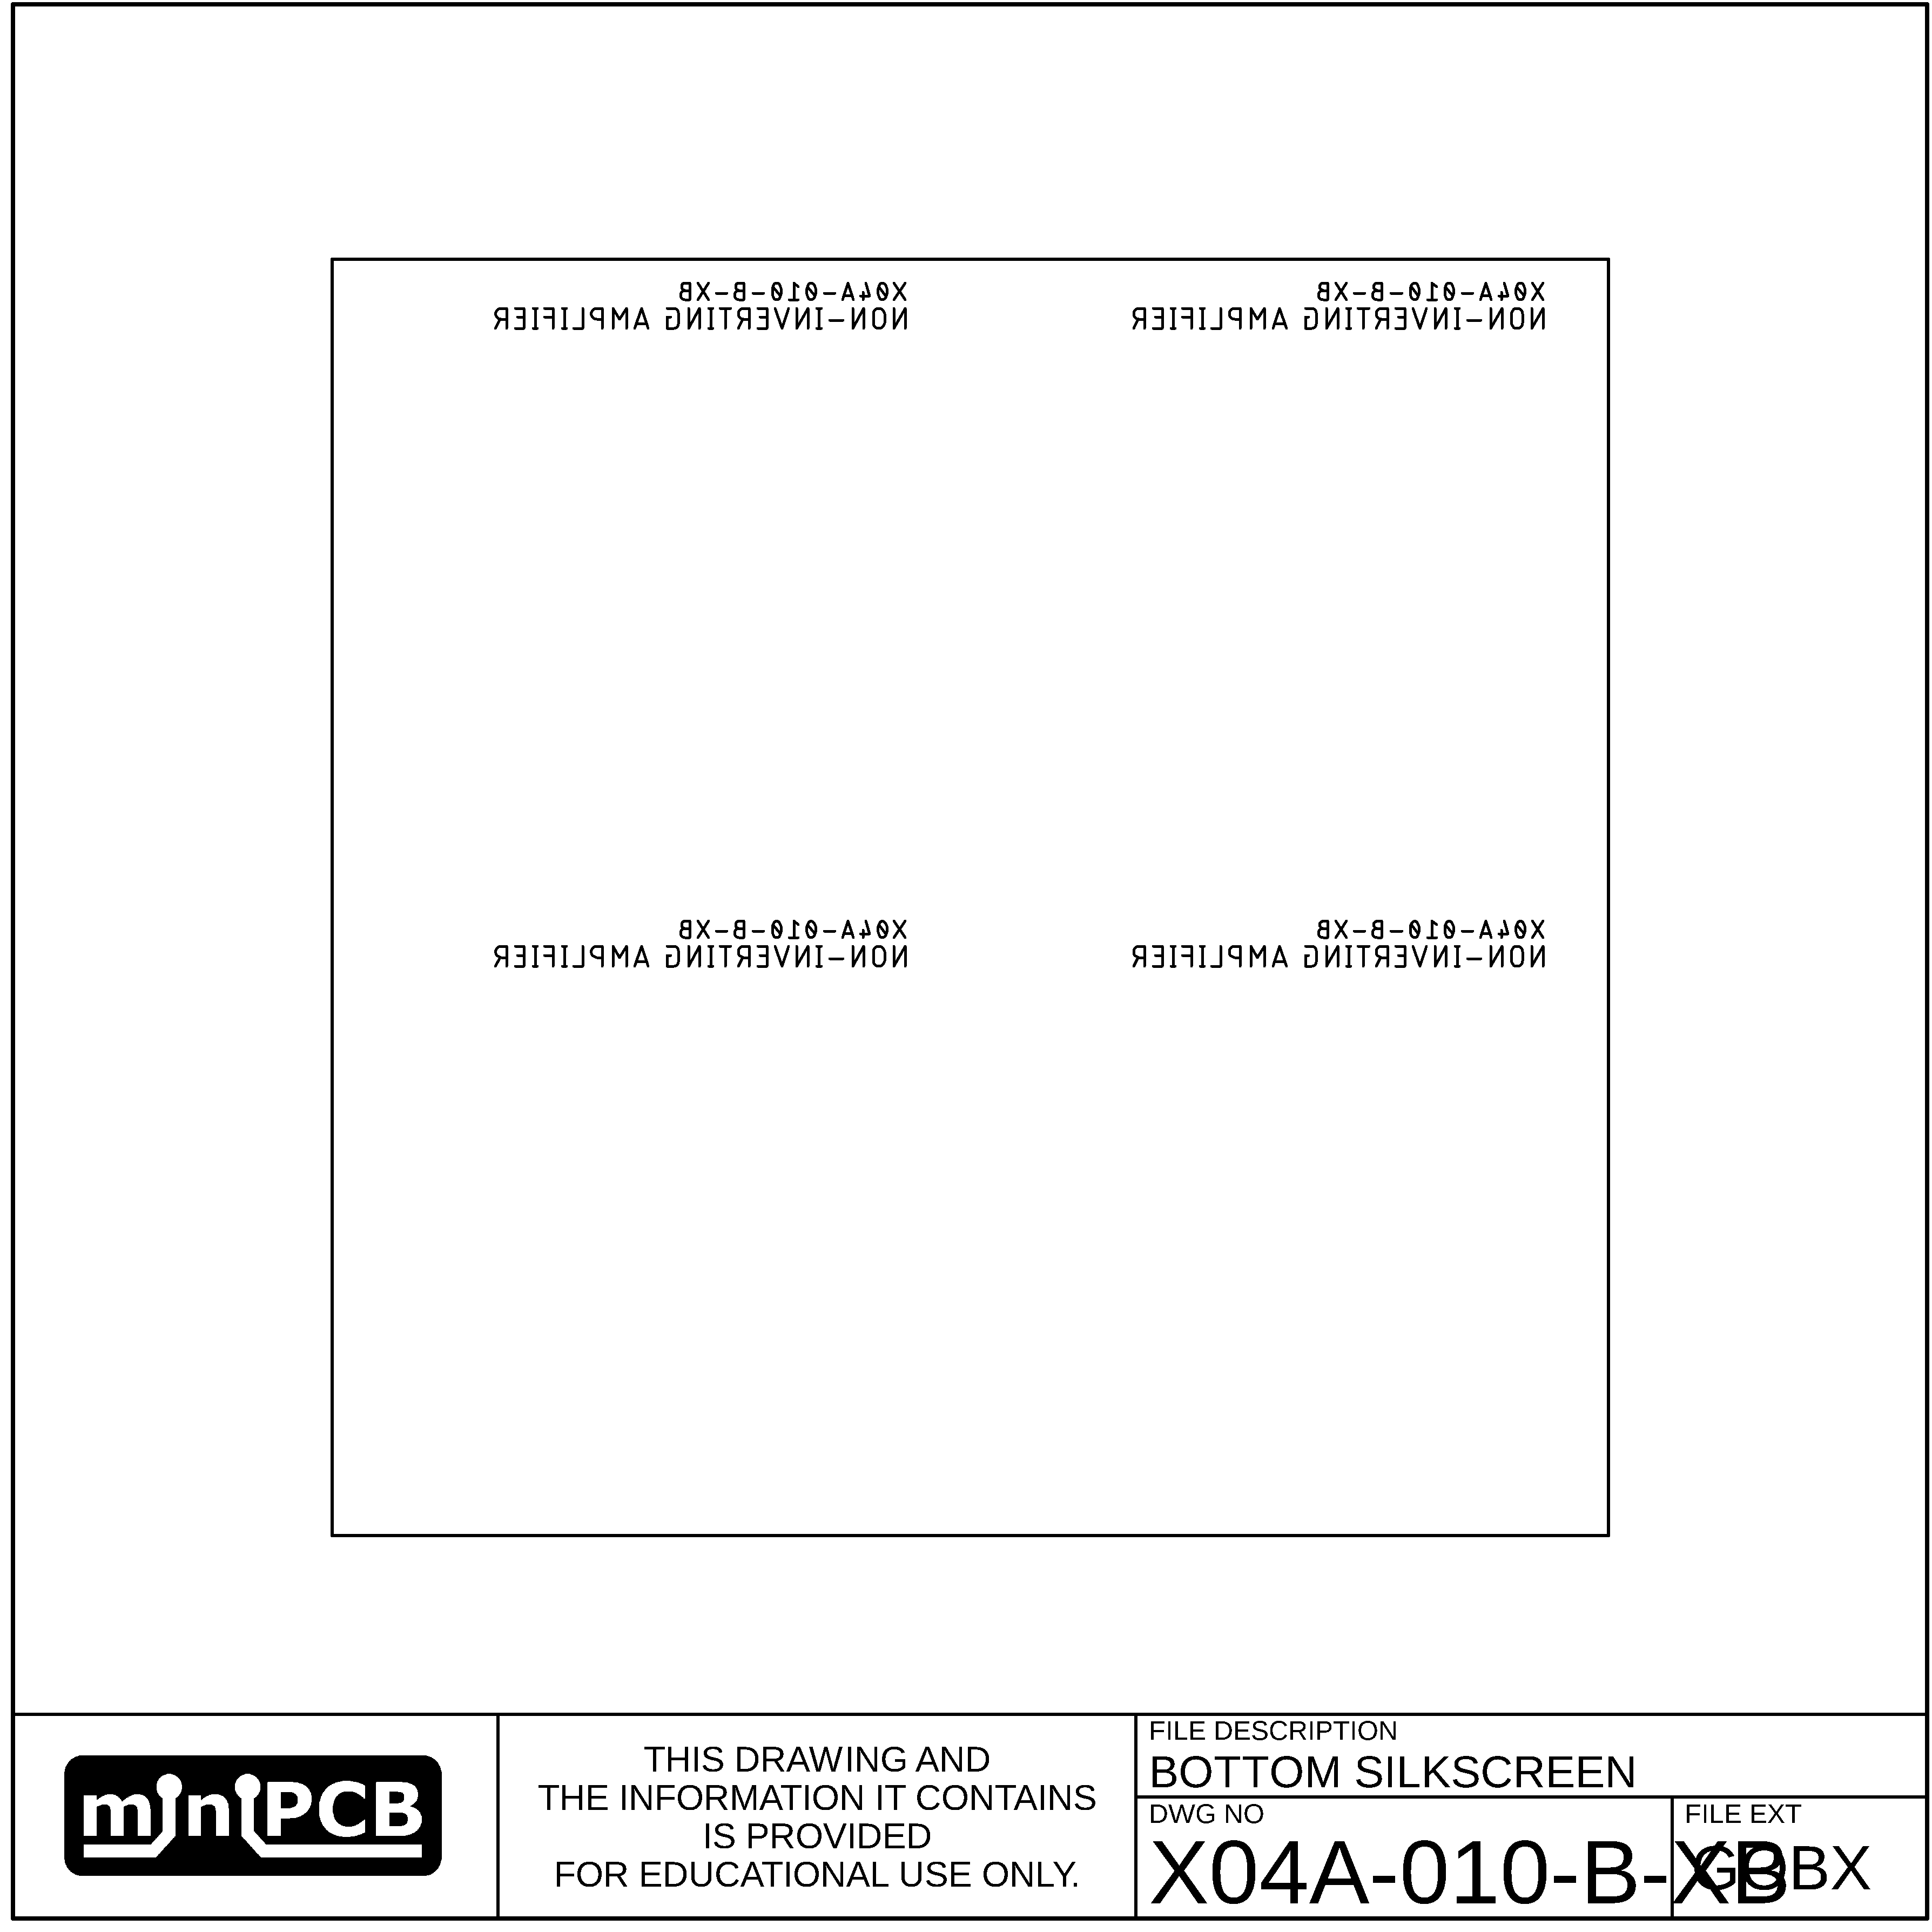 X04A-010-B-XB
NON-INVERTING AMPLIFIER
X04A-010-B-XB
NON-INVERTING AMPLIFIER
X04A-010-B-XB
NON-INVERTING AMPLIFIER
X04A-010-B-XB
NON-INVERTING AMPLIFIER
miniPCB
THIS DRAWING AND
THE INFORMATION IT CONTAINS
IS PROVIDED
FOR EDUCATIONAL USE ONLY.
FILE DESCRIPTION
BOTTOM SILKSCREEN
DWG NO
X04A-010-B-XB
FILE EXT